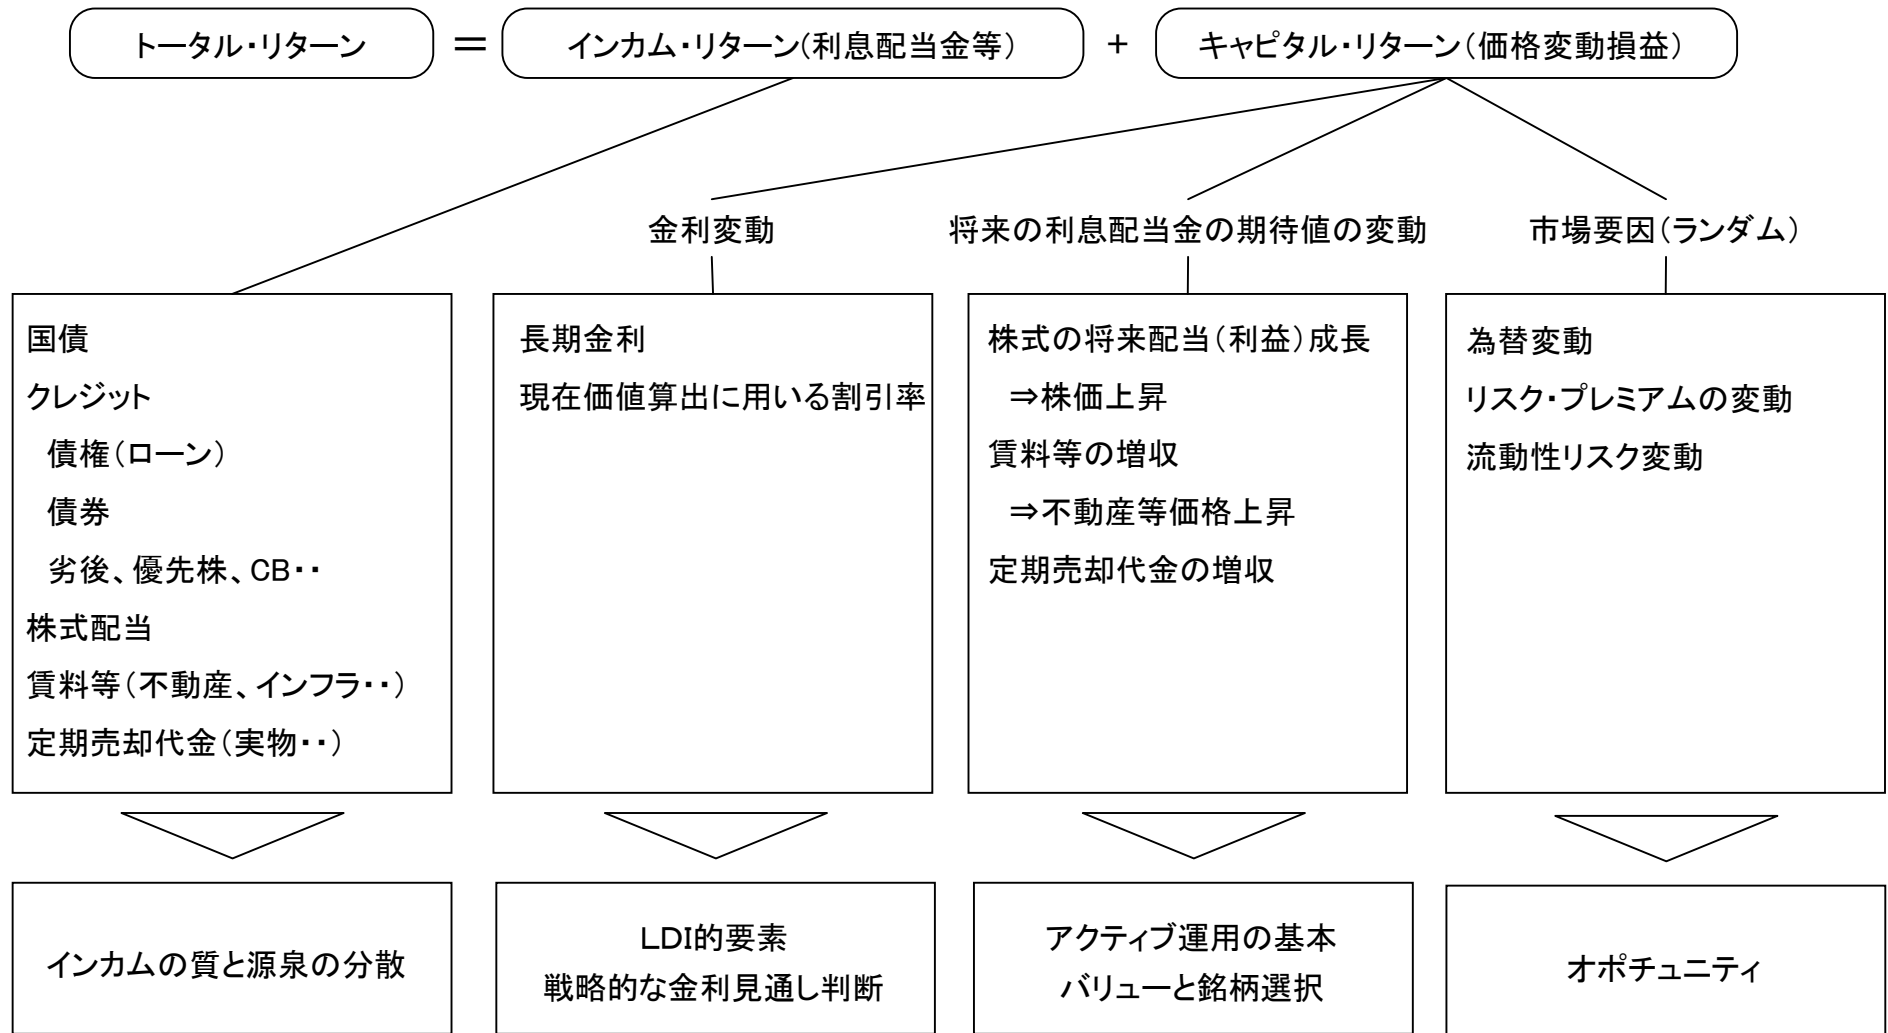 トータル・リターン ＝ インカム・リターン(利息配当金等） + キャピタル・リターン（価格変動損益）
金利変動
将来の利息配当金の期待値の変動
市場要因（ランダム）
国債
クレジット
債権（ローン）
債券
劣後、優先株、CB・・
株式配当
賃料等（不動産、インフラ・・）
定期売却代金（実物・・）
長期金利
現在価値算出に用いる割引率
株式の将来配当（利益）成長
⇒株価上昇
賃料等の増収
⇒不動産等価格上昇
定期売却代金の増収
為替変動
リスク・プレミアムの変動
流動性リスク変動
インカムの質と源泉の分散
LDI的要素
戦略的な金利見通し判断
アクティブ運用の基本
バリューと銘柄選択
オポチュニティ